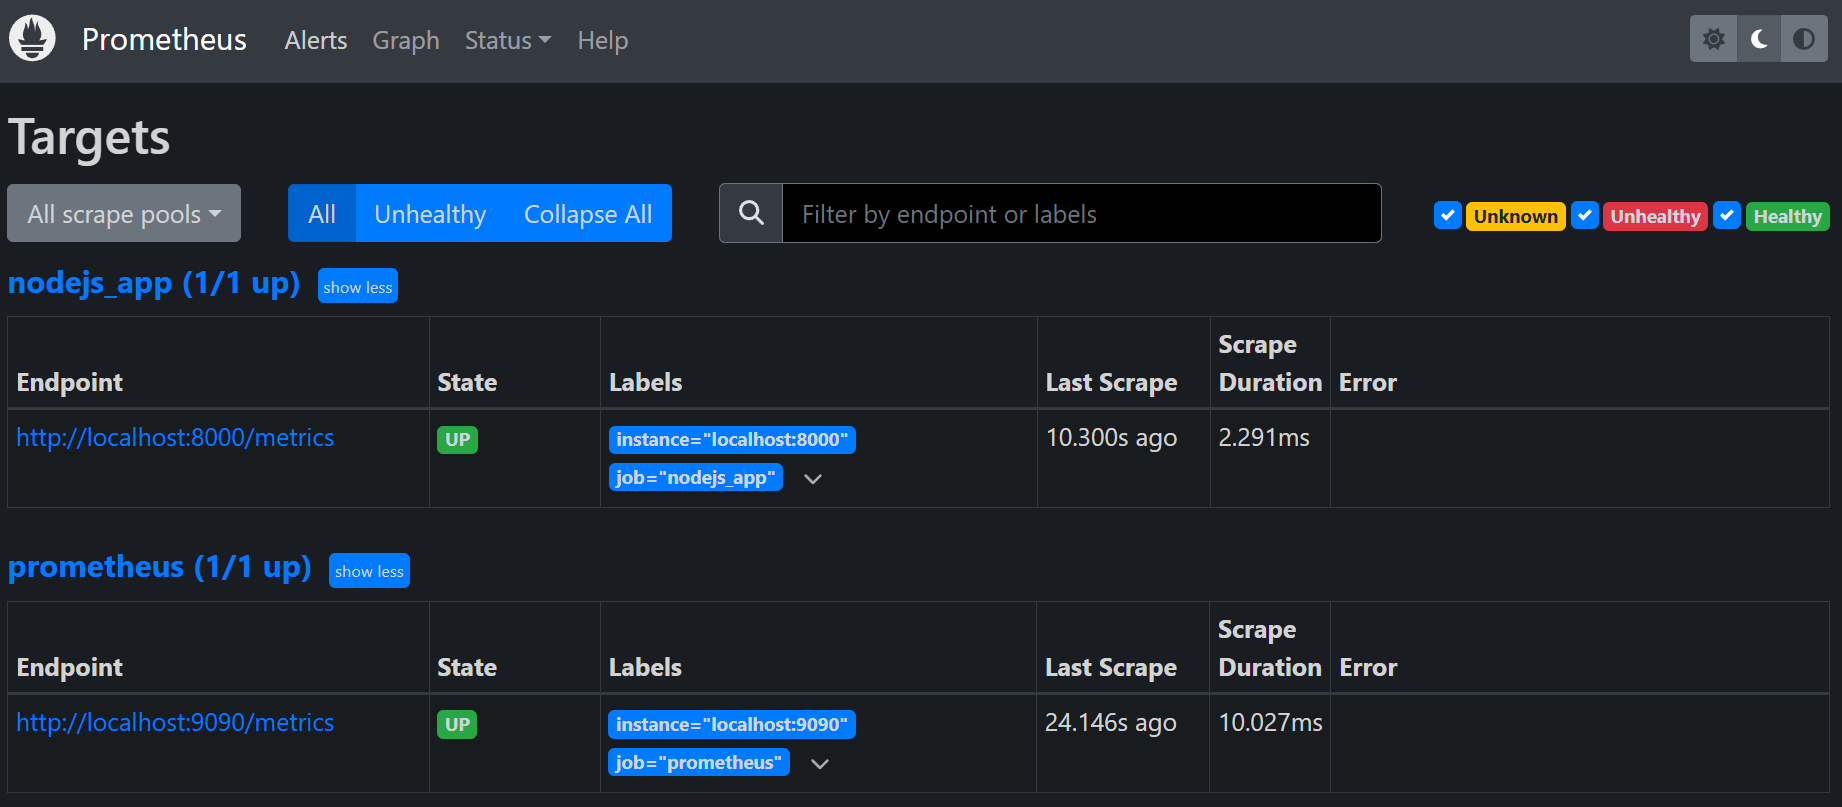 Prometheus Alerts Graph Status Help
Targets
All scrape pools All Unhealthy Collapse All Filter by endpoint or labels Unknown Unhealthy Healthy
nodejs_app (1/1 up) show less
Endpoint State Labels Last Scrape Scrape Duration Error
http://localhost:8000/metrics UP instance="localhost:8000" 10.300s ago 2.291ms
job="nodejs_app"
prometheus (1/1 up) show less
Endpoint State Labels Last Scrape Scrape Duration Error
http://localhost:9090/metrics UP instance="localhost:9090" 24.146s ago 10.027ms
job="prometheus"